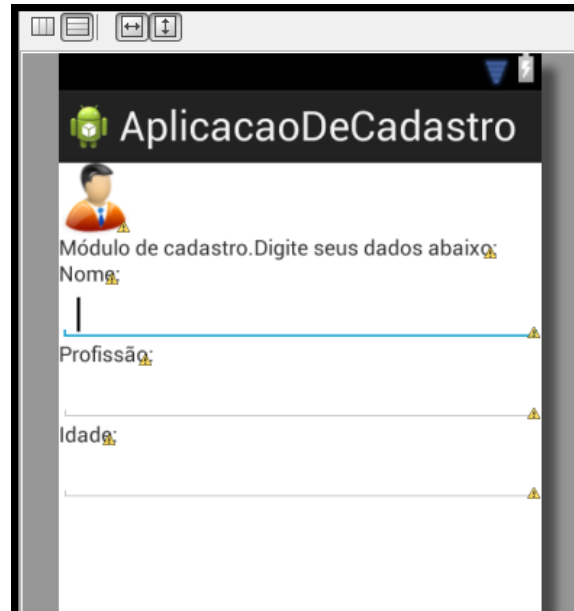 AplicacaoDeCadastro
Módulo de cadastro.Digite seus dados abaixo:
Nome:
Profissão:
Idade: